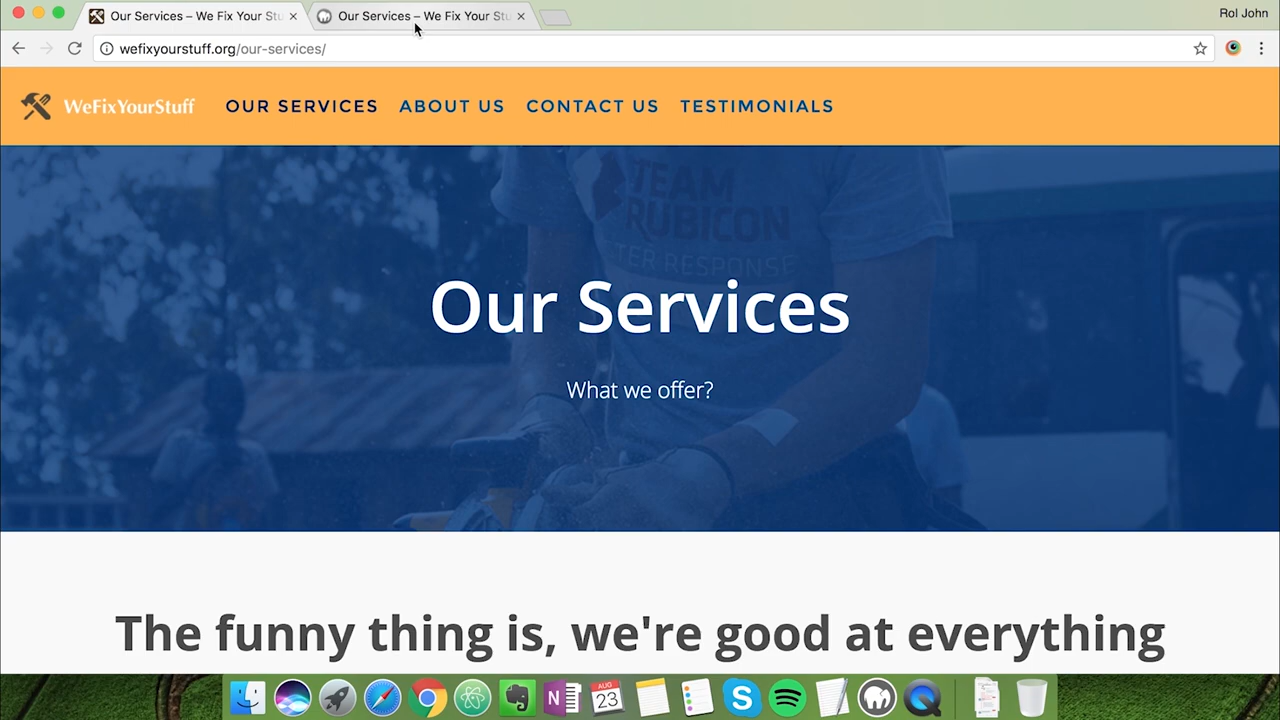 Our Services – We Fix Your Stu
Our Services – We Fix Your Stu
Rol John
wefixyourstuff.org/our-services/
WeFixYourStuff
OUR SERVICES
ABOUT US
CONTACT US
TESTIMONIALS
TEAM
RUBICON
TER RESPONSE
Our Services
What we offer?
The funny thing is, we're good at everything
AUG
23
N
S